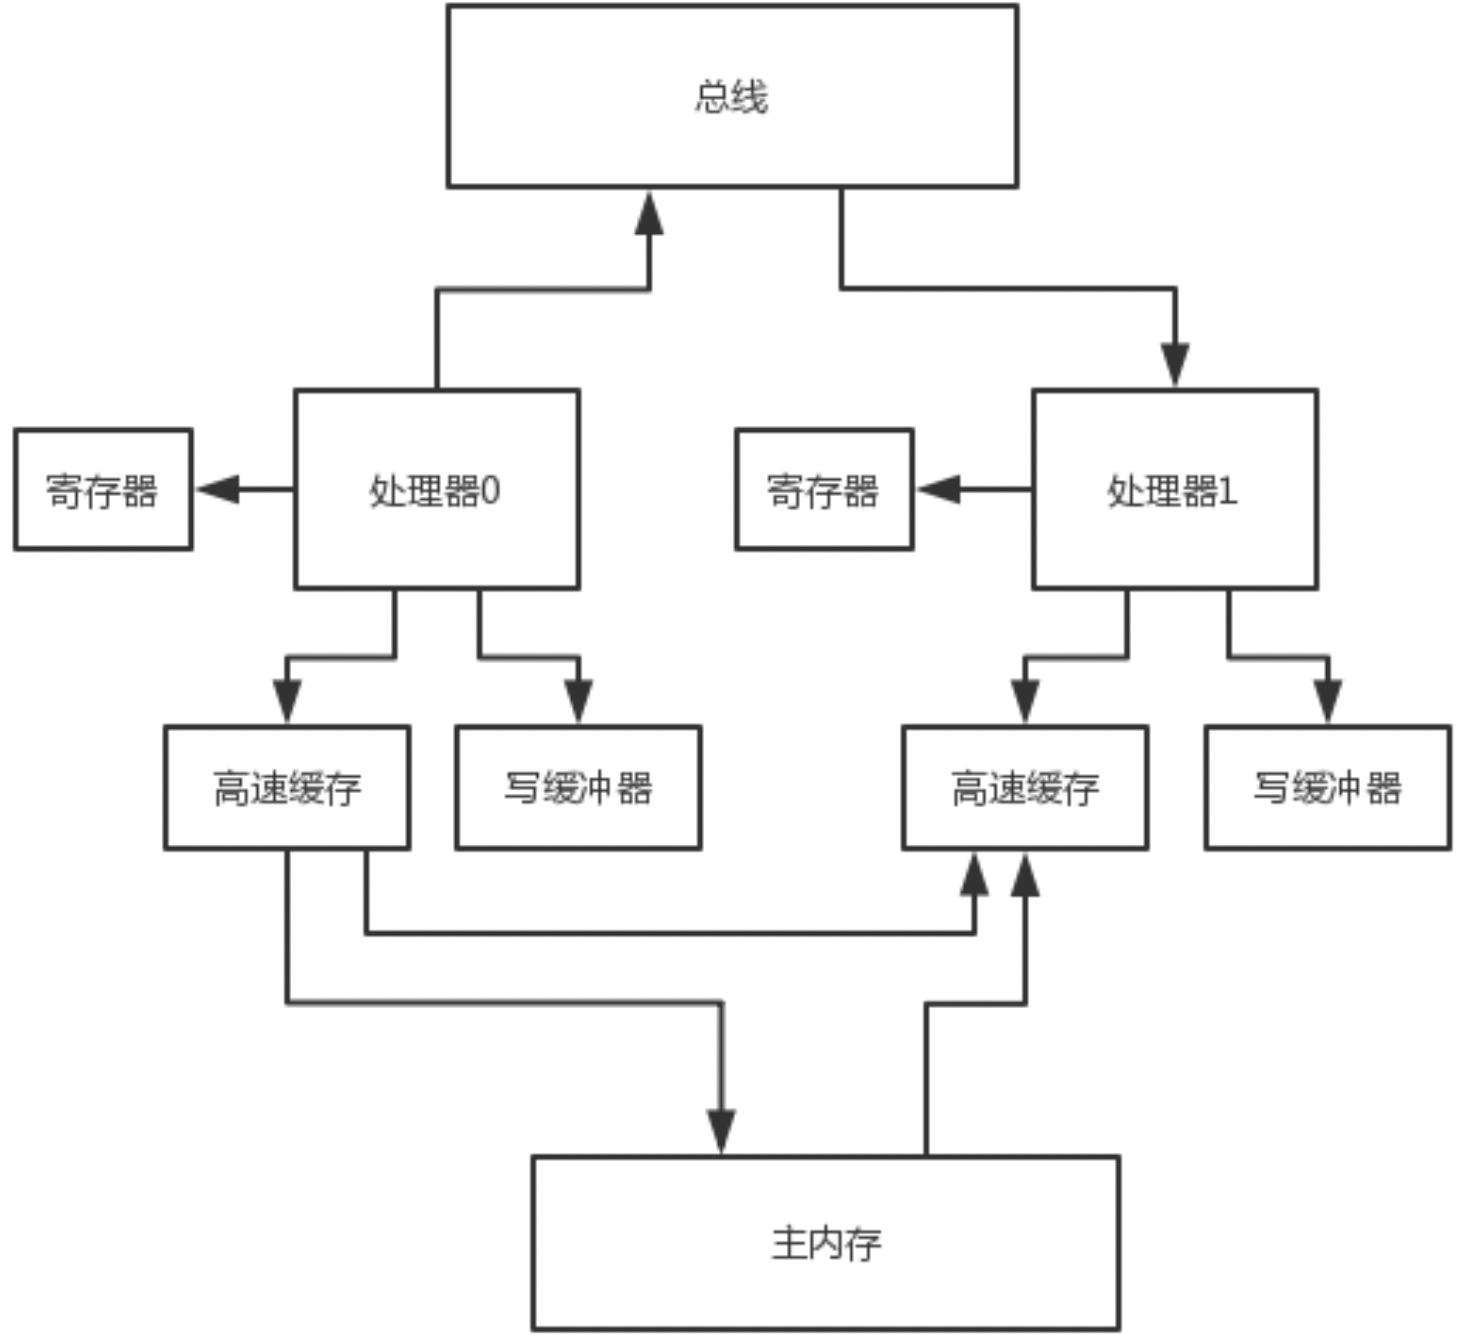 总线
寄存器
处理器0
寄存器
处理器1
高速缓存
写缓冲器
高速缓存
写缓冲器
主内存